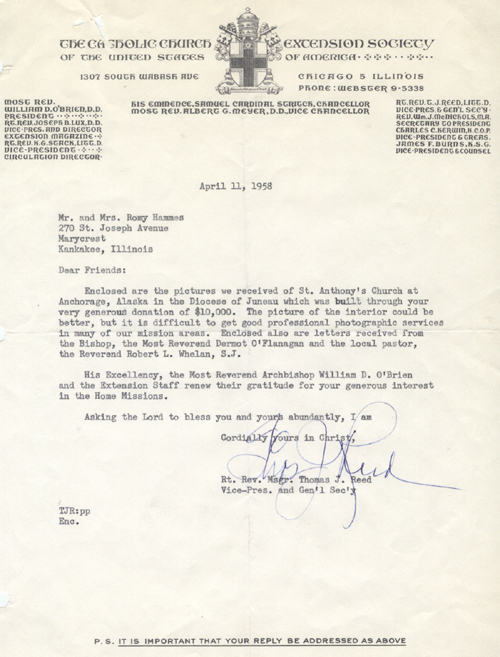 THE CATHOLIC CHURCH EXTENSION SOCIETY
OF THE UNITED STATES OF AMERICA
1307 SOUTH WABASH AVE CHICAGO 5 ILLINOIS
PHONE: WEBSTER 9-5338
MOST REV.
WILLIAM D. O'BRIEN, D.D.
PRESIDENT
RT. REV. JOSEPH B. LUX, D.D.
VICE-PRES. AND DIRECTOR
EXTENSION MAGAZINE
RT. REV. R.G. STACK, LITT. D.
VICE-PRESIDENT
CIRCULATION DIRECTOR
HIS EMINENCE, SAMUEL CARDINAL STRITCH, CHANCELLOR
MOST REV. ALBERT G. MEYER, D.D., VICE CHANCELLOR
RT. REV. T. J. REED, LITT. D.
VICE-PRES. & GEN'L SEC'Y
REV. WM. J. McNICHOLS, M.A.
SECRETARY TO PRESIDENT
CHARLES C. KERWIN, K.C.O.P.
VICE-PRESIDENT & TREAS.
JAMES F. BURNS, K.S.G.
VICE-PRESIDENT & COUNSEL
April 11, 1958
Mr. and Mrs. Romy Hammes
270 St. Joseph Avenue
Marycrest
Kankakee, Illinois
Dear Friends:
Enclosed are the pictures we received of St. Anthony's Church at
Anchorage, Alaska in the Diocese of Juneau which was built through your
very generous donation of $10,000. The picture of the interior could be
better, but it is difficult to get good professional photographic services
in many of our mission areas. Enclosed also are letters received from
the Bishop, the Most Reverend Dermot O'Flanagan and the local pastor,
the Reverend Robert L. Whelan, S.J.
His Excellency, the Most Reverend Archbishop William D. O'Brien
and the Extension Staff renew their gratitude for your generous interest
in the Home Missions.
Asking the Lord to bless you and yours abundantly, I am
Cordially yours in Christ,
Thos J Reed
Rt. Rev. Msgr. Thomas J. Reed
Vice-Pres. and Gen'l Sec'y
TJR:pp
Enc.
P.S. IT IS IMPORTANT THAT YOUR REPLY BE ADDRESSED AS ABOVE